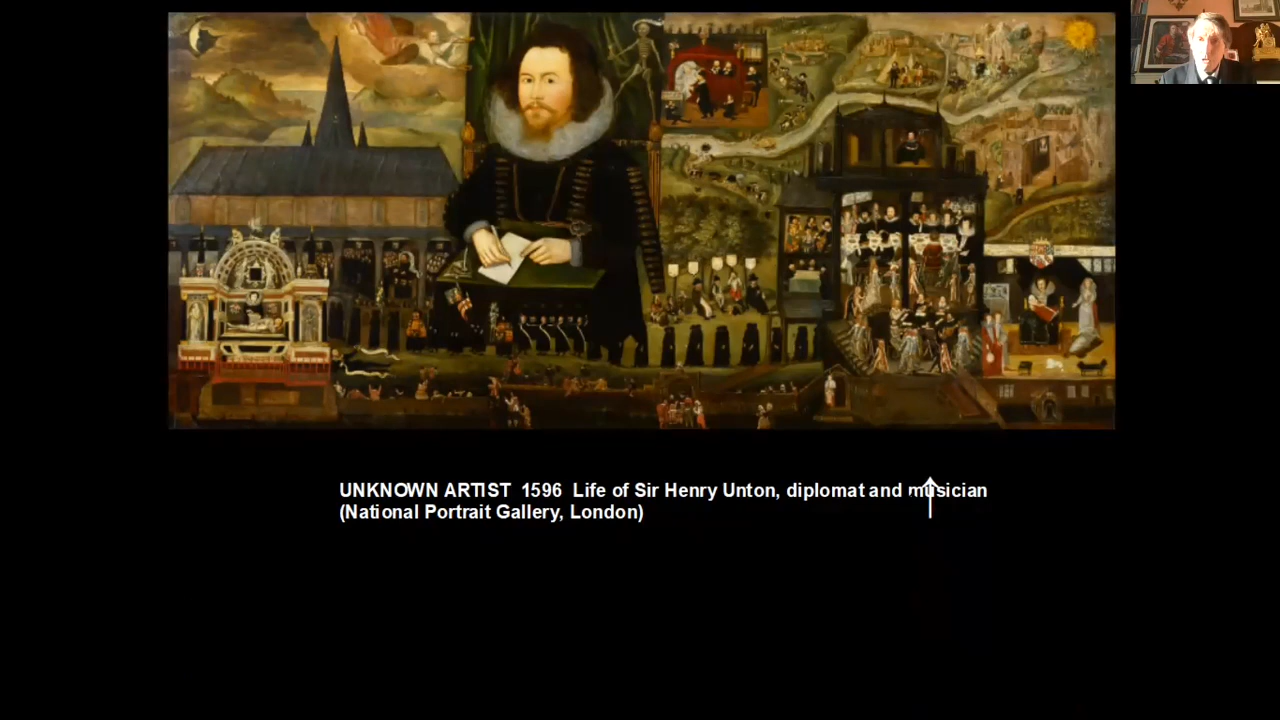 UNKNOWN ARTIST 1596 Life of Sir Henry Unton, diplomat and musician
(National Portrait Gallery, London)